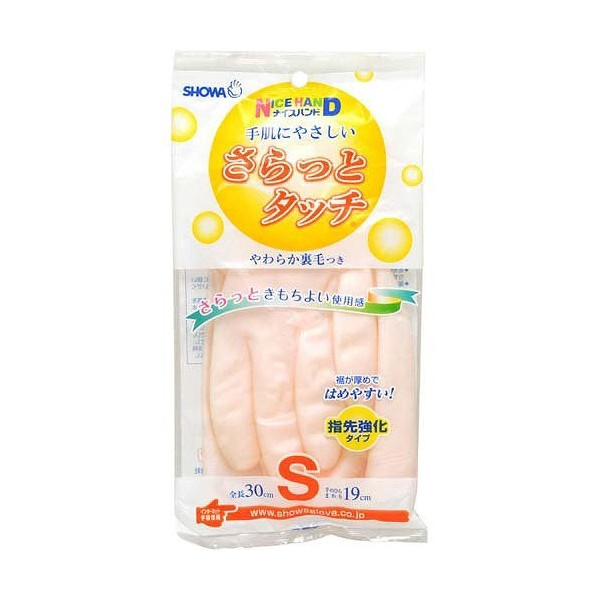 SHOWA
NICE HAND
ナイスハンド
手肌にやさしい
さらっと
タッチ
やわらか裏毛つき
さらっときもちよい使用感
裾が厚めで
はめやすい!
指先強化
タイプ
全長30cm
S
手のひらまわり19cm
www.showaglove.co.jp